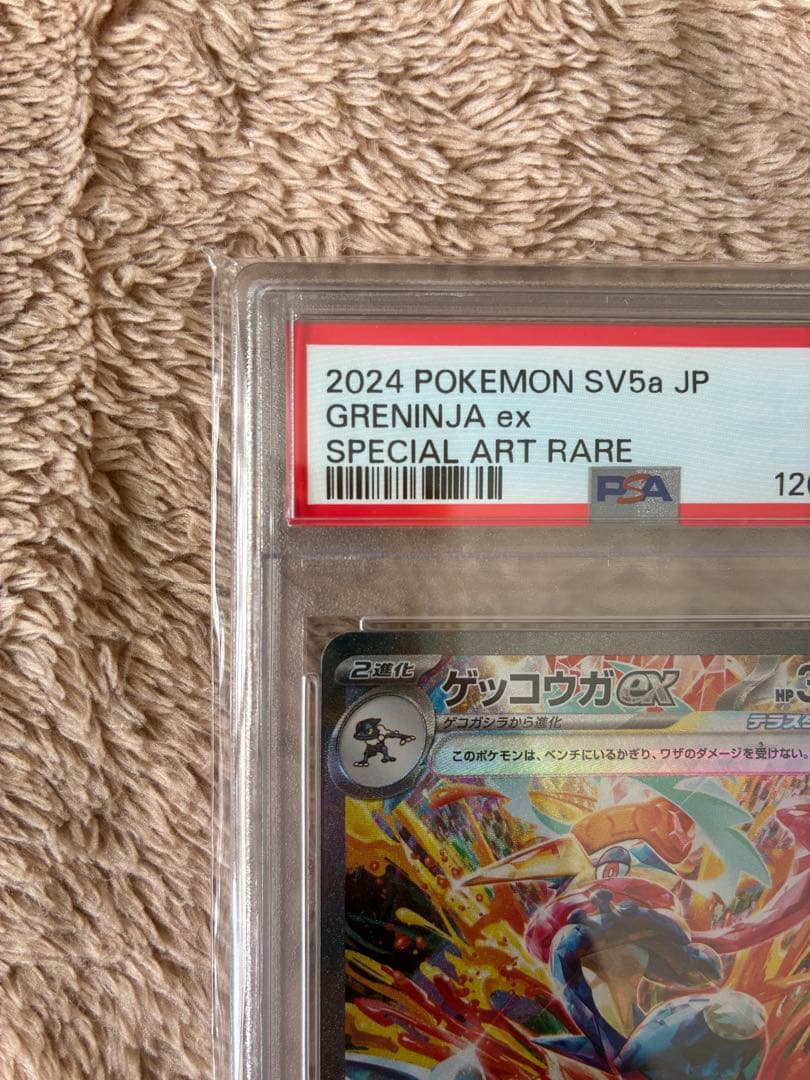 2024 POKEMON SV5a JP
GRENINJA ex
SPECIAL ART RARE
PSA
2進化
ゲッコウガex
HP
ゲコガシラから進化
テラス
このポケモンは、ベンチにいるかぎり、ワザのダメージを受けない。